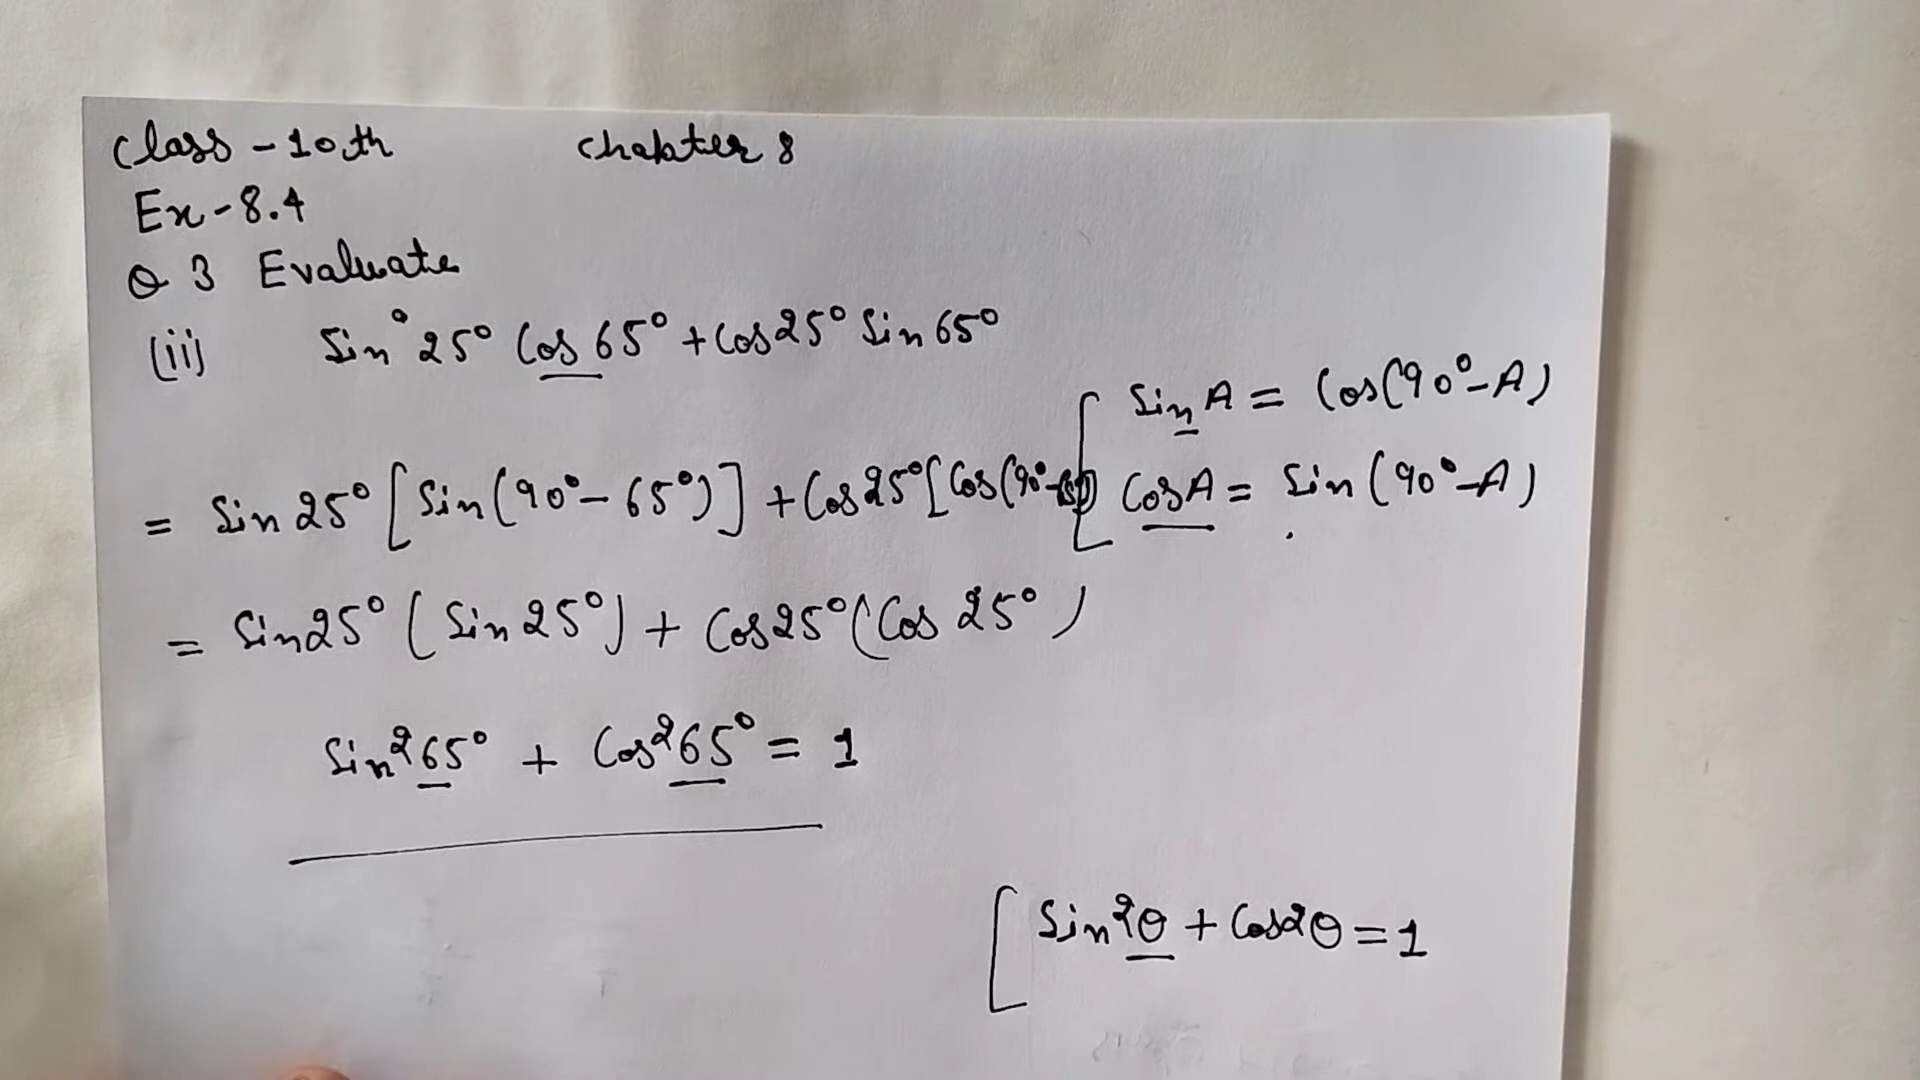 Class - 10th Chapter 8
Ex - 8.4
Q 3 Evaluate
(ii) Sin° 25° Cos 65° + Cos 25° Sin 65°
[ Sin A = Cos(90° - A)
= Sin 25° [Sin(90° - 65°)] + Cos 25° [Cos(90°-65°)] Cos A = Sin (90° - A)
= Sin 25° (Sin 25°) + Cos 25° (Cos 25°)
Sin² 65° + Cos² 65° = 1
[ Sin²θ + Cos²θ = 1